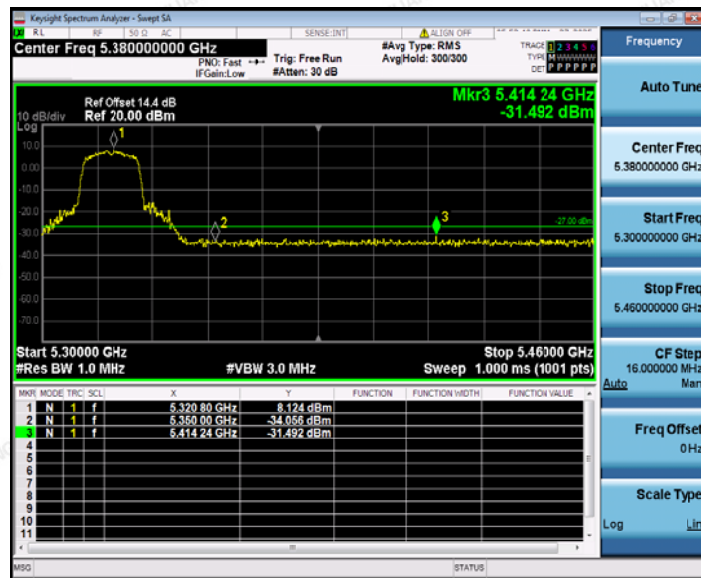 Keysight Spectrum Analyzer - Swept SA
RL RF 50 Ω AC SENSE:INT ALIGN OFF
Center Freq 5.380000000 GHz
PNO: Fast
IFGain:Low
Trig: Free Run
#Atten: 30 dB
#Avg Type: RMS
Avg|Hold: 300/300
TRACE 1 2 3 4 5 6
TYPE M W W W W W
DET P P P P P P
Ref Offset 14.4 dB
10 dB/div Ref 20.00 dBm
Log
Mkr3 5.414 24 GHz
-31.492 dBm
10.0
0.00
-10.0
-20.0
-30.0
-40.0
-50.0
-60.0
-70.0
1
2
3
-27.00 dBm
Start 5.30000 GHz Stop 5.46000 GHz
#Res BW 1.0 MHz #VBW 3.0 MHz Sweep 1.000 ms (1001 pts)
MKR MODE TRC SCL X Y FUNCTION FUNCTION WIDTH FUNCTION VALUE
1 N 1 f 5.320 80 GHz 8.124 dBm
2 N 1 f 5.350 00 GHz -34.056 dBm
3 N 1 f 5.414 24 GHz -31.492 dBm
4
5
6
7
8
9
10
11
MSG STATUS
Frequency
Auto Tune
Center Freq
5.380000000 GHz
Start Freq
5.300000000 GHz
Stop Freq
5.460000000 GHz
CF Step
16.000000 MHz
Auto Man
Freq Offset
0 Hz
Scale Type
Log Lin